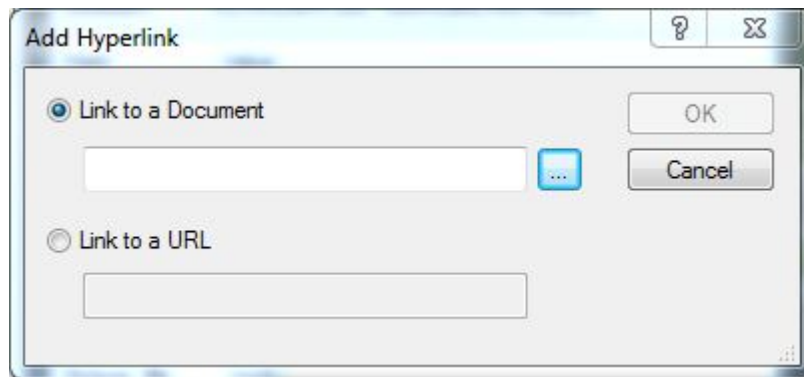 Add Hyperlink
Link to a Document
OK
...
Cancel
Link to a URL